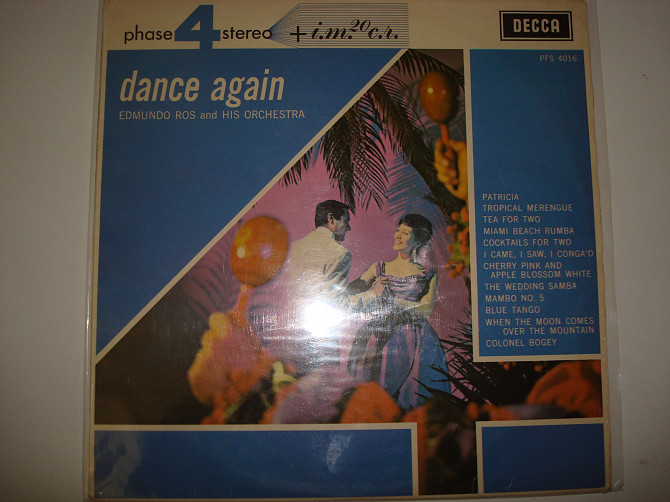 phase 4 stereo + i.m. 20 c.r.
DECCA
PFS 4016
dance again
EDMUNDO ROS and HIS ORCHESTRA
PATRICIA
TROPICAL MERENGUE
TEA FOR TWO
MIAMI BEACH RUMBA
COCKTAILS FOR TWO
I CAME, I SAW, I CONGA'D
CHERRY PINK AND
APPLE BLOSSOM WHITE
THE WEDDING SAMBA
MAMBO NO. 5
BLUE TANGO
WHEN THE MOON COMES
OVER THE MOUNTAIN
COLONEL BOGEY